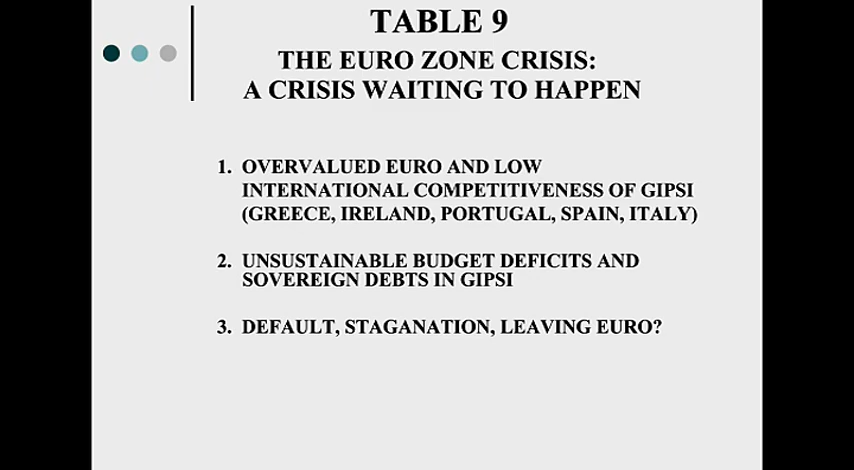 TABLE 9
THE EURO ZONE CRISIS:
A CRISIS WAITING TO HAPPEN
1. OVERVALUED EURO AND LOW
INTERNATIONAL COMPETITIVENESS OF GIPSI
(GREECE, IRELAND, PORTUGAL, SPAIN, ITALY)
2. UNSUSTAINABLE BUDGET DEFICITS AND
SOVEREIGN DEBTS IN GIPSI
3. DEFAULT, STAGANATION, LEAVING EURO?